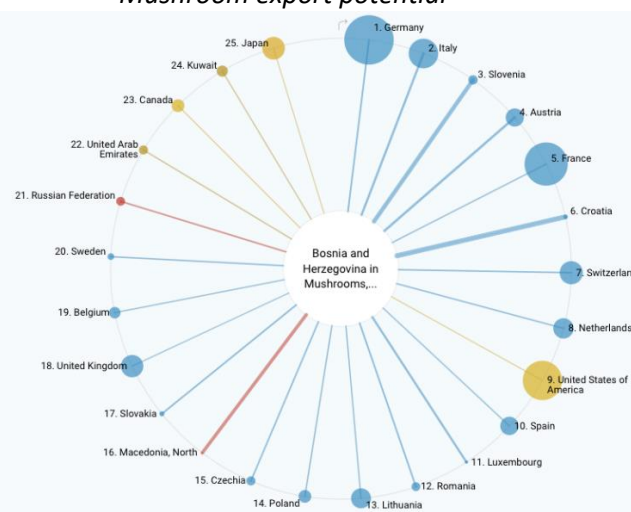 Mushroom export potential
1. Germany
2. Italy
3. Slovenia
4. Austria
5. France
6. Croatia
7. Switzerlan
8. Netherlands
9. United States of
America
10. Spain
11. Luxembourg
12. Romania
13. Lithuania
14. Poland
15. Czechia
16. Macedonia, North
17. Slovakia
18. United Kingdom
19. Belgium
20. Sweden
21. Russian Federation
22. United Arab
Emirates
23. Canada
24. Kuwait
25. Japan
Bosnia and
Herzegovina in
Mushrooms,...